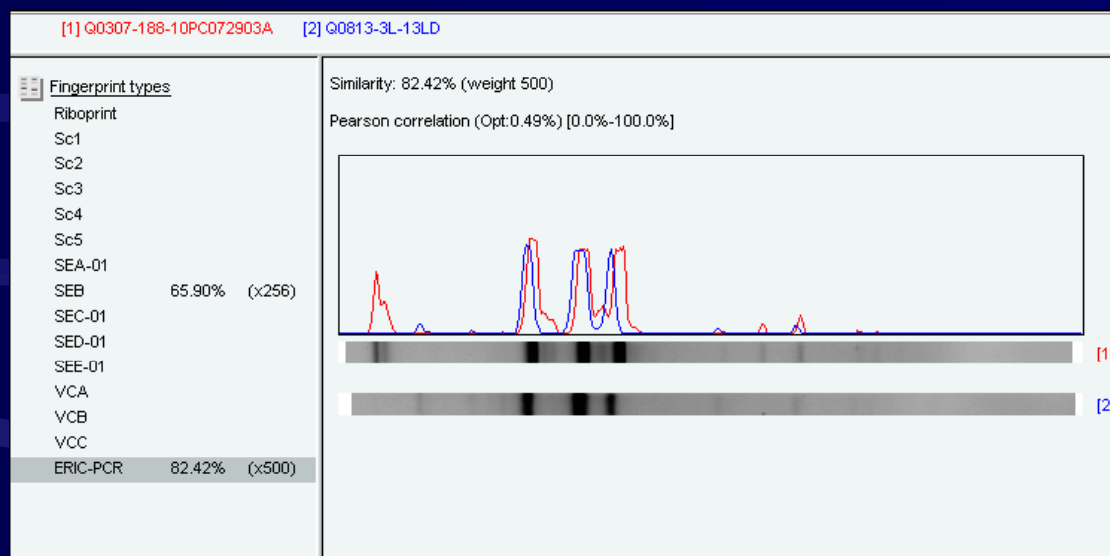 [1] Q0307-188-10PC072903A [2] Q0813-3L-13LD
Fingerprint types
Riboprint
Sc1
Sc2
Sc3
Sc4
Sc5
SEA-01
SEB 65.90% (x256)
SEC-01
SED-01
SEE-01
VCA
VCB
VCC
ERIC-PCR 82.42% (x500)
Similarity: 82.42% (weight 500)
Pearson correlation (Opt:0.49%) [0.0%-100.0%]
[1
[2